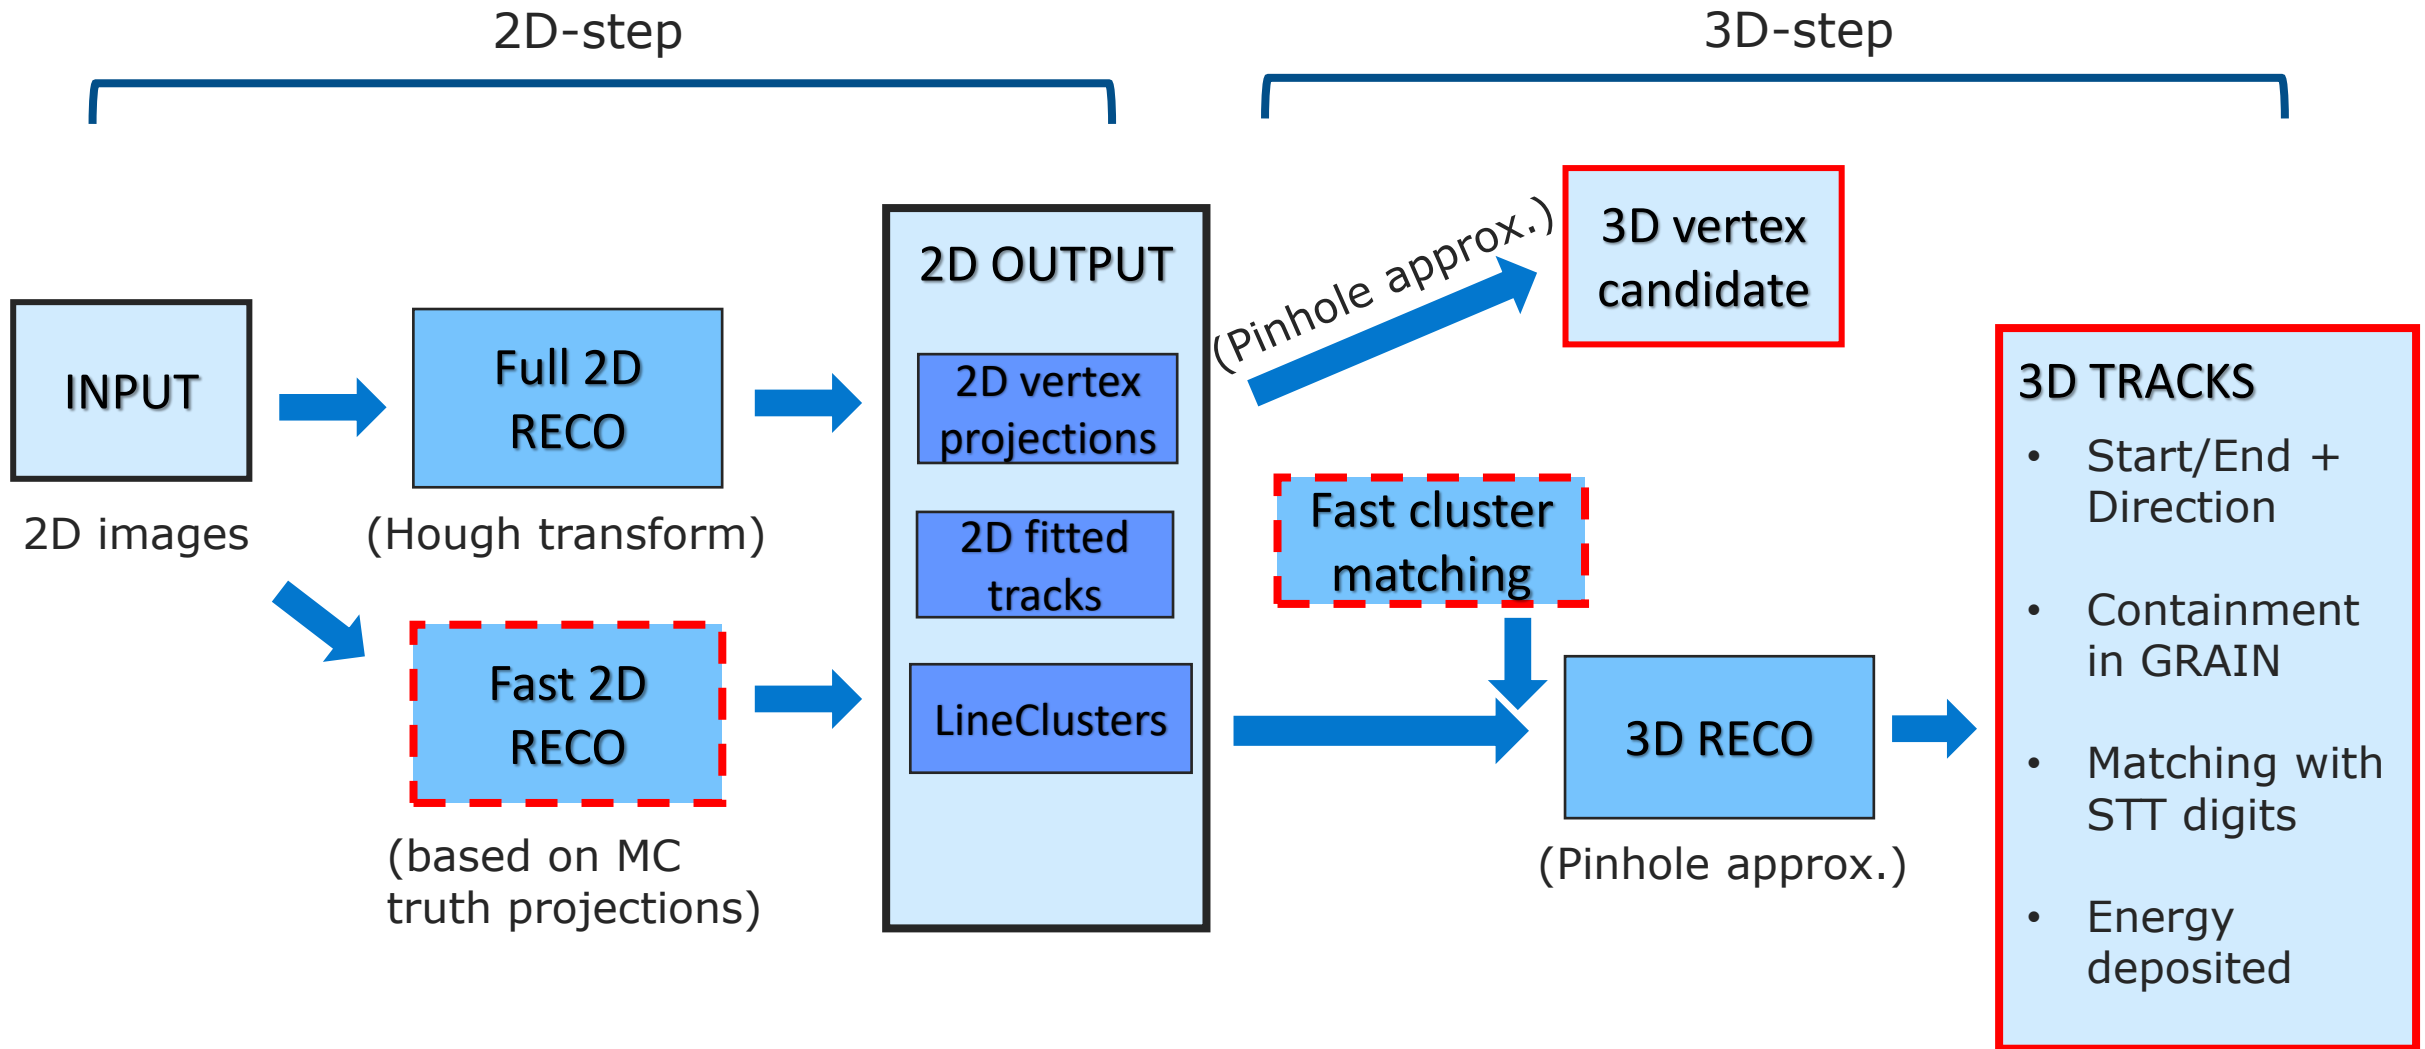 2D-step
3D-step
INPUT
2D images
Full 2D
RECO
(Hough transform)
Fast 2D
RECO
(based on MC
truth projections)
2D OUTPUT
2D vertex
projections
2D fitted
tracks
LineClusters
(Pinhole approx.)
3D vertex
candidate
Fast cluster
matching
3D RECO
(Pinhole approx.)
3D TRACKS
• Start/End +
Direction
• Containment
in GRAIN
• Matching with
STT digits
• Energy
deposited